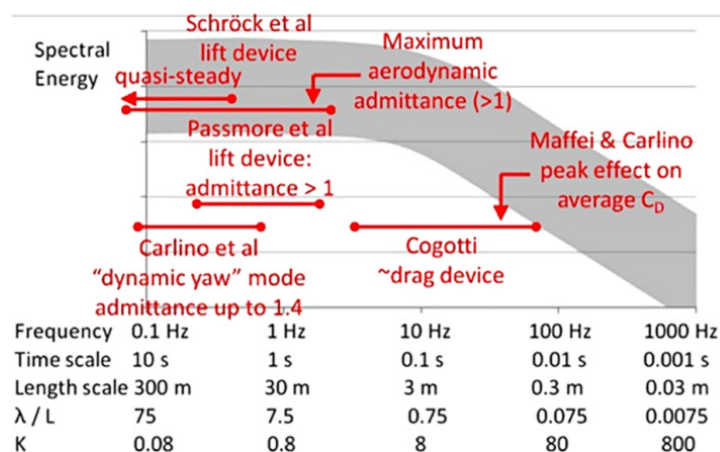 Schröck et al
lift device
Spectral
Energy
quasi-steady
Maximum
aerodynamic
admittance (>1)
Passmore et al
lift device:
admittance > 1
Maffei & Carlino
peak effect on
average C_D
Carlino et al
“dynamic yaw” mode
admittance up to 1.4
Cogotti
~drag device
Frequency 0.1 Hz 1 Hz 10 Hz 100 Hz 1000 Hz
Time scale 10 s 1 s 0.1 s 0.01 s 0.001 s
Length scale 300 m 30 m 3 m 0.3 m 0.03 m
λ / L 75 7.5 0.75 0.075 0.0075
K 0.08 0.8 8 80 800